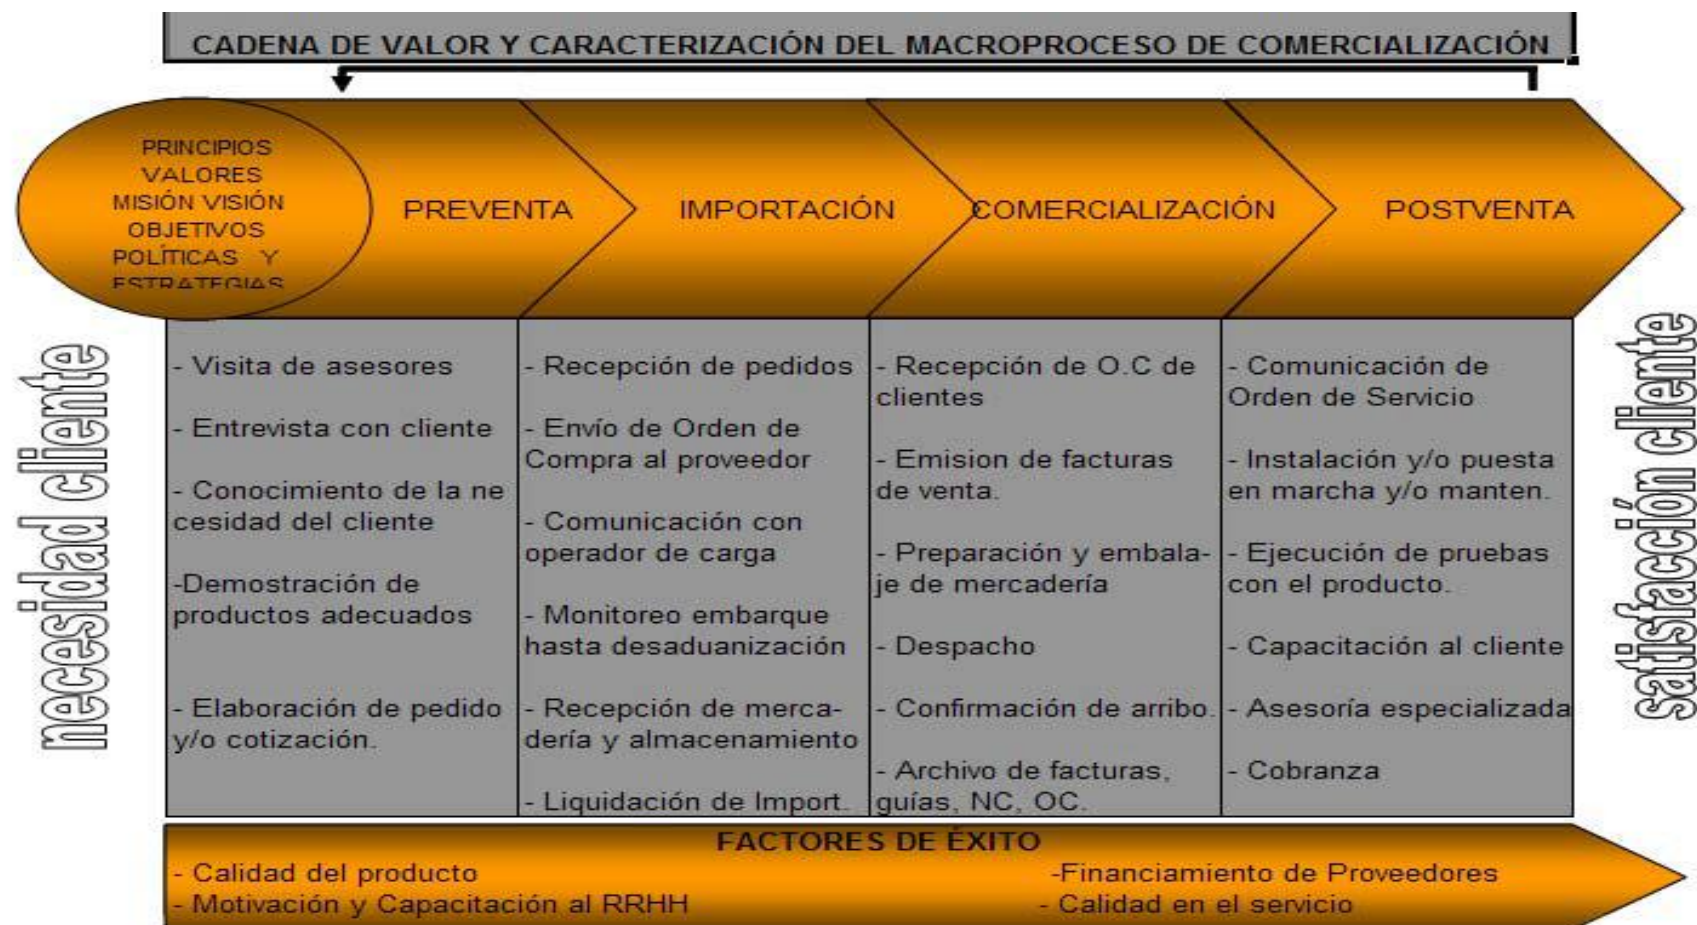 CADENA DE VALOR Y CARACTERIZACIÓN DEL MACROPROCESO DE COMERCIALIZACIÓN
PRINCIPIOS
VALORES
MISIÓN VISIÓN
OBJETIVOS
POLÍTICAS Y
ESTRATEGIAS
PREVENTA
IMPORTACIÓN
COMERCIALIZACIÓN
POSTVENTA
necesidad cliente
- Visita de asesores
- Entrevista con cliente
- Conocimiento de la ne
cesidad del cliente
-Demostración de
productos adecuados
- Elaboración de pedido
y/o cotización.
- Recepción de pedidos
- Envío de Orden de
Compra al proveedor
- Comunicación con
operador de carga
- Monitoreo embarque
hasta desaduanización
- Recepción de merca-
dería y almacenamiento
- Liquidación de Import.
- Recepción de O.C de
clientes
- Emision de facturas
de venta.
- Preparación y embala-
je de mercadería
- Despacho
- Confirmación de arribo.
- Archivo de facturas,
guías, NC, OC.
- Comunicación de
Orden de Servicio
- Instalación y/o puesta
en marcha y/o manten.
- Ejecución de pruebas
con el producto.
- Capacitación al cliente
- Asesoría especializada
- Cobranza
satisfacción cliente
FACTORES DE ÉXITO
- Calidad del producto
- Motivación y Capacitación al RRHH
-Financiamiento de Proveedores
- Calidad en el servicio